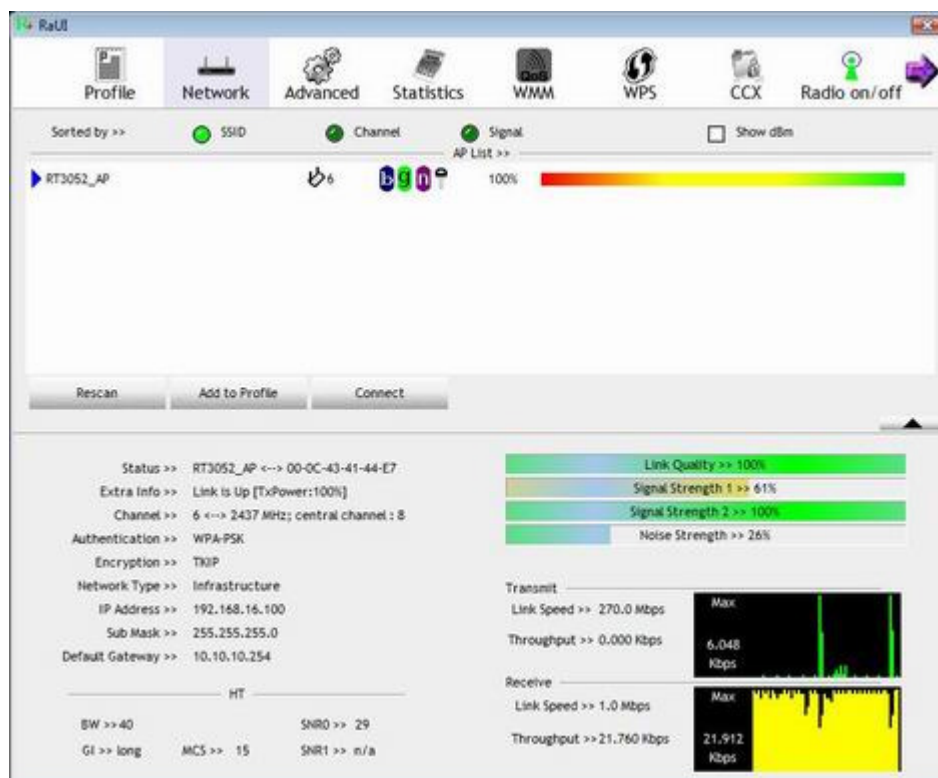 RaUI
Profile Network Advanced Statistics QoS WMM WPS CCX Radio on/off
Sorted by >> SSID Channel Signal Show dBm
AP List >>
RT3052_AP 6 b g n 100%
Rescan Add to Profile Connect
Status >> RT3052_AP <--> 00-0C-43-41-44-E7
Extra Info >> Link is Up [TxPower:100%]
Channel >> 6 <--> 2437 MHz; central channel : 8
Authentication >> WPA-PSK
Encryption >> TKIP
Network Type >> Infrastructure
IP Address >> 192.168.16.100
Sub Mask >> 255.255.255.0
Default Gateway >> 10.10.10.254
HT
BW >> 40 SNR0 >> 29
GI >> long MCS >> 15 SNR1 >> n/a
Link Quality >> 100%
Signal Strength 1 >> 61%
Signal Strength 2 >> 100%
Noise Strength >> 26%
Transmit
Link Speed >> 270.0 Mbps
Throughput >> 0.000 Kbps
Max
6.048
Kbps
Receive
Link Speed >> 1.0 Mbps
Throughput >> 21.760 Kbps
Max
21.912
Kbps